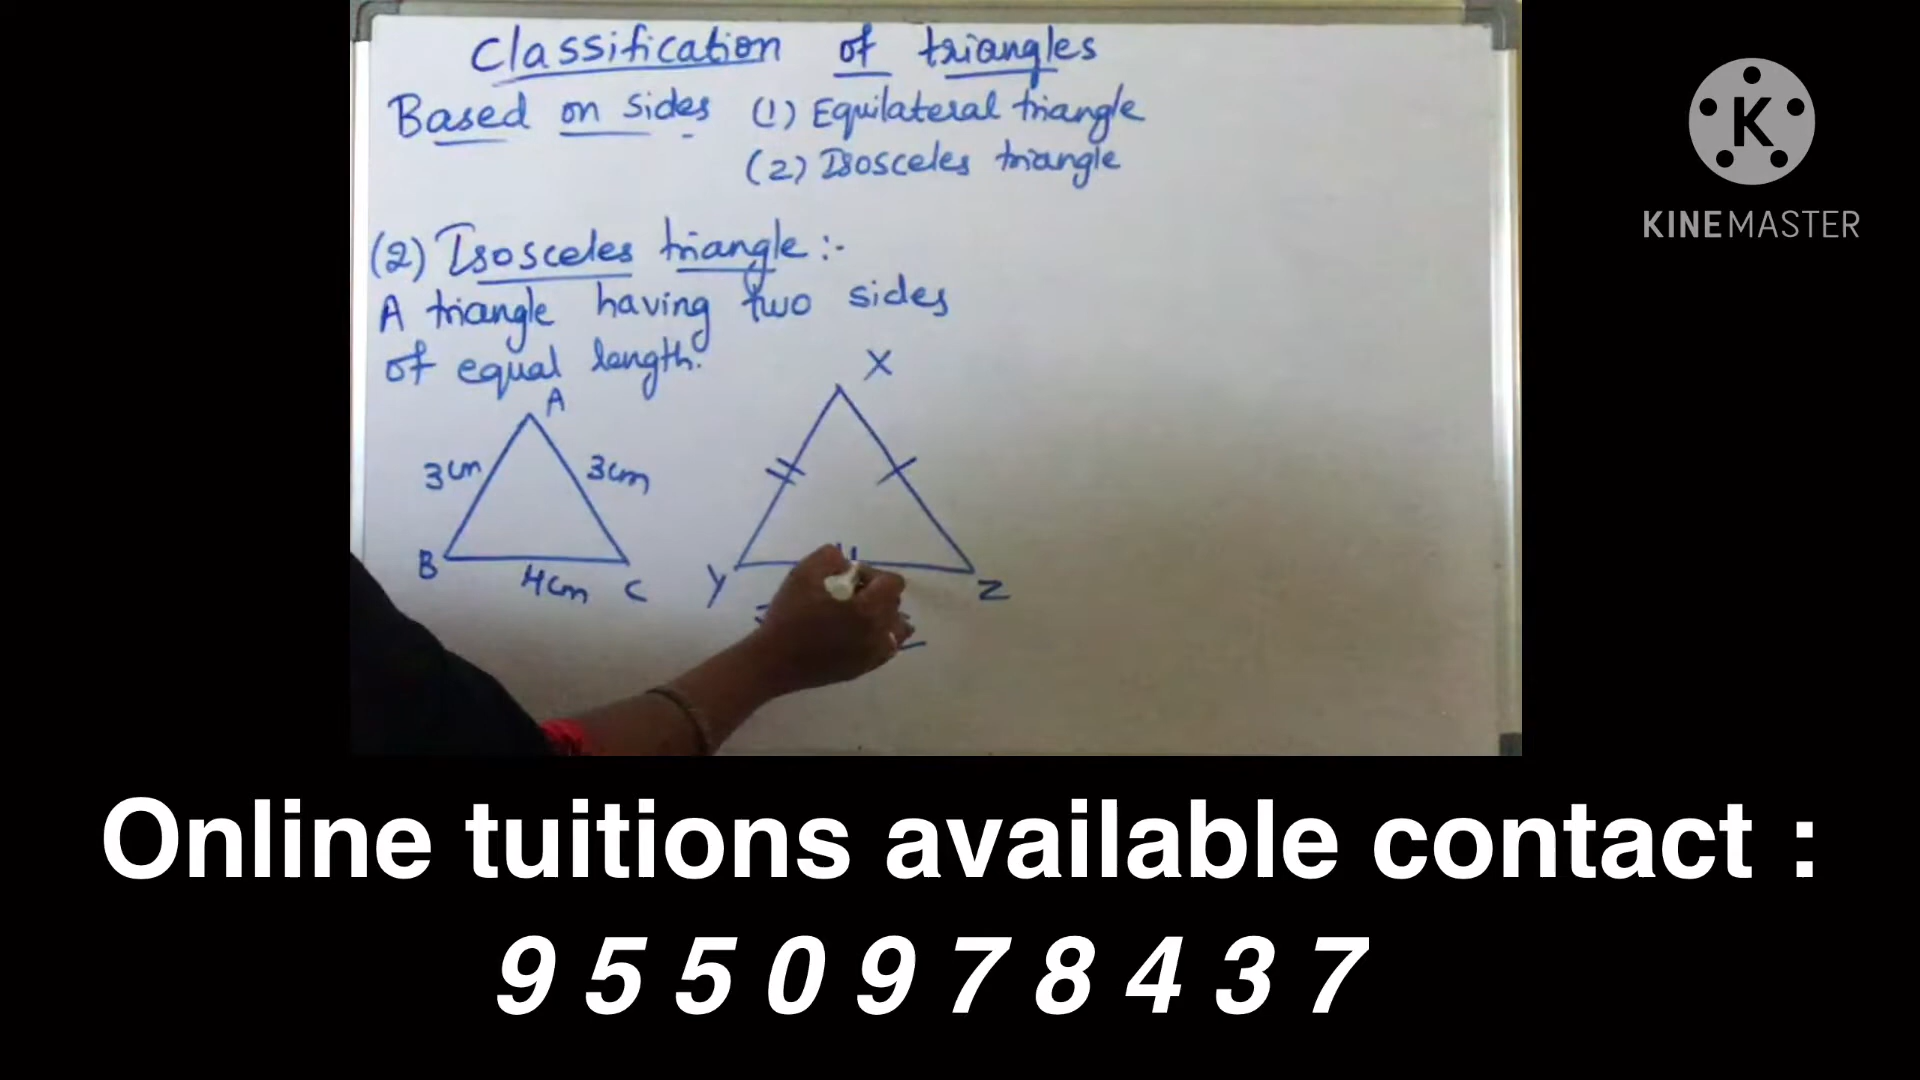 Classification of triangles
Based on sides (1) Equilateral triangle
(2) Isosceles triangle
KINEMASTER
(2) Isosceles triangle :-
A triangle having two sides
of equal length.
A
X
3cm
3cm
B
4cm
C
Y
Z
Online tuitions available contact :
9 5 5 0 9 7 8 4 3 7